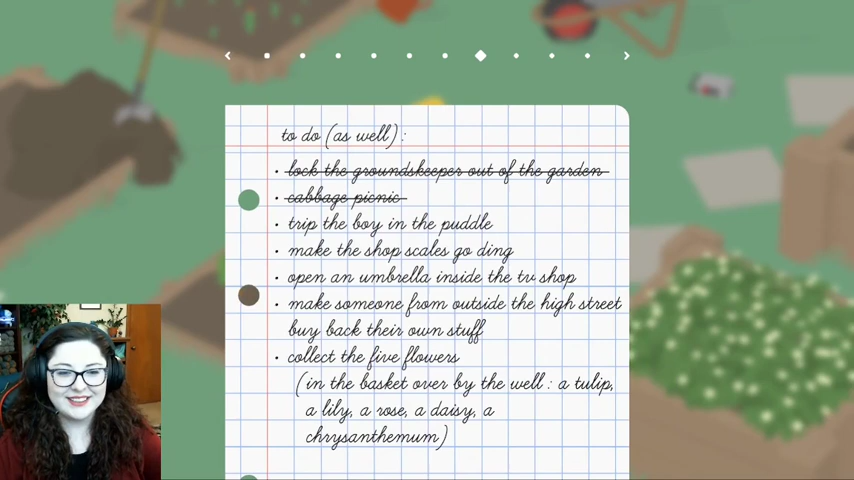 to do (as well):
• lock the groundskeeper out of the garden
• cabbage picnic
• trip the boy in the puddle
• make the shop scales go ding
• open an umbrella inside the tv shop
• make someone from outside the high street
buy back their own stuff
• collect the five flowers
(in the basket over by the well: a tulip,
a lily, a rose, a daisy, a
chrysanthemum)